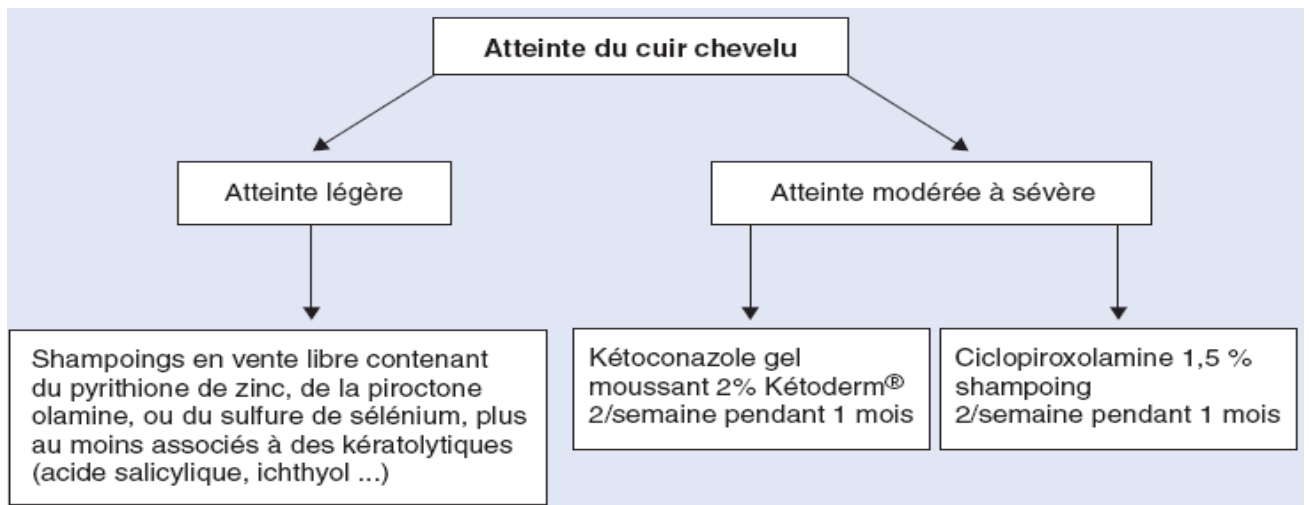 Atteinte du cuir chevelu
Atteinte légère
Atteinte modérée à sévère
Shampoings en vente libre contenant
du pyrithione de zinc, de la piroctone
olamine, ou du sulfure de sélénium, plus
au moins associés à des kératolytiques
(acide salicylique, ichthyol ...)
Kétoconazole gel
moussant 2% Kétoderm®
2/semaine pendant 1 mois
Ciclopiroxolamine 1,5 %
shampoing
2/semaine pendant 1 mois